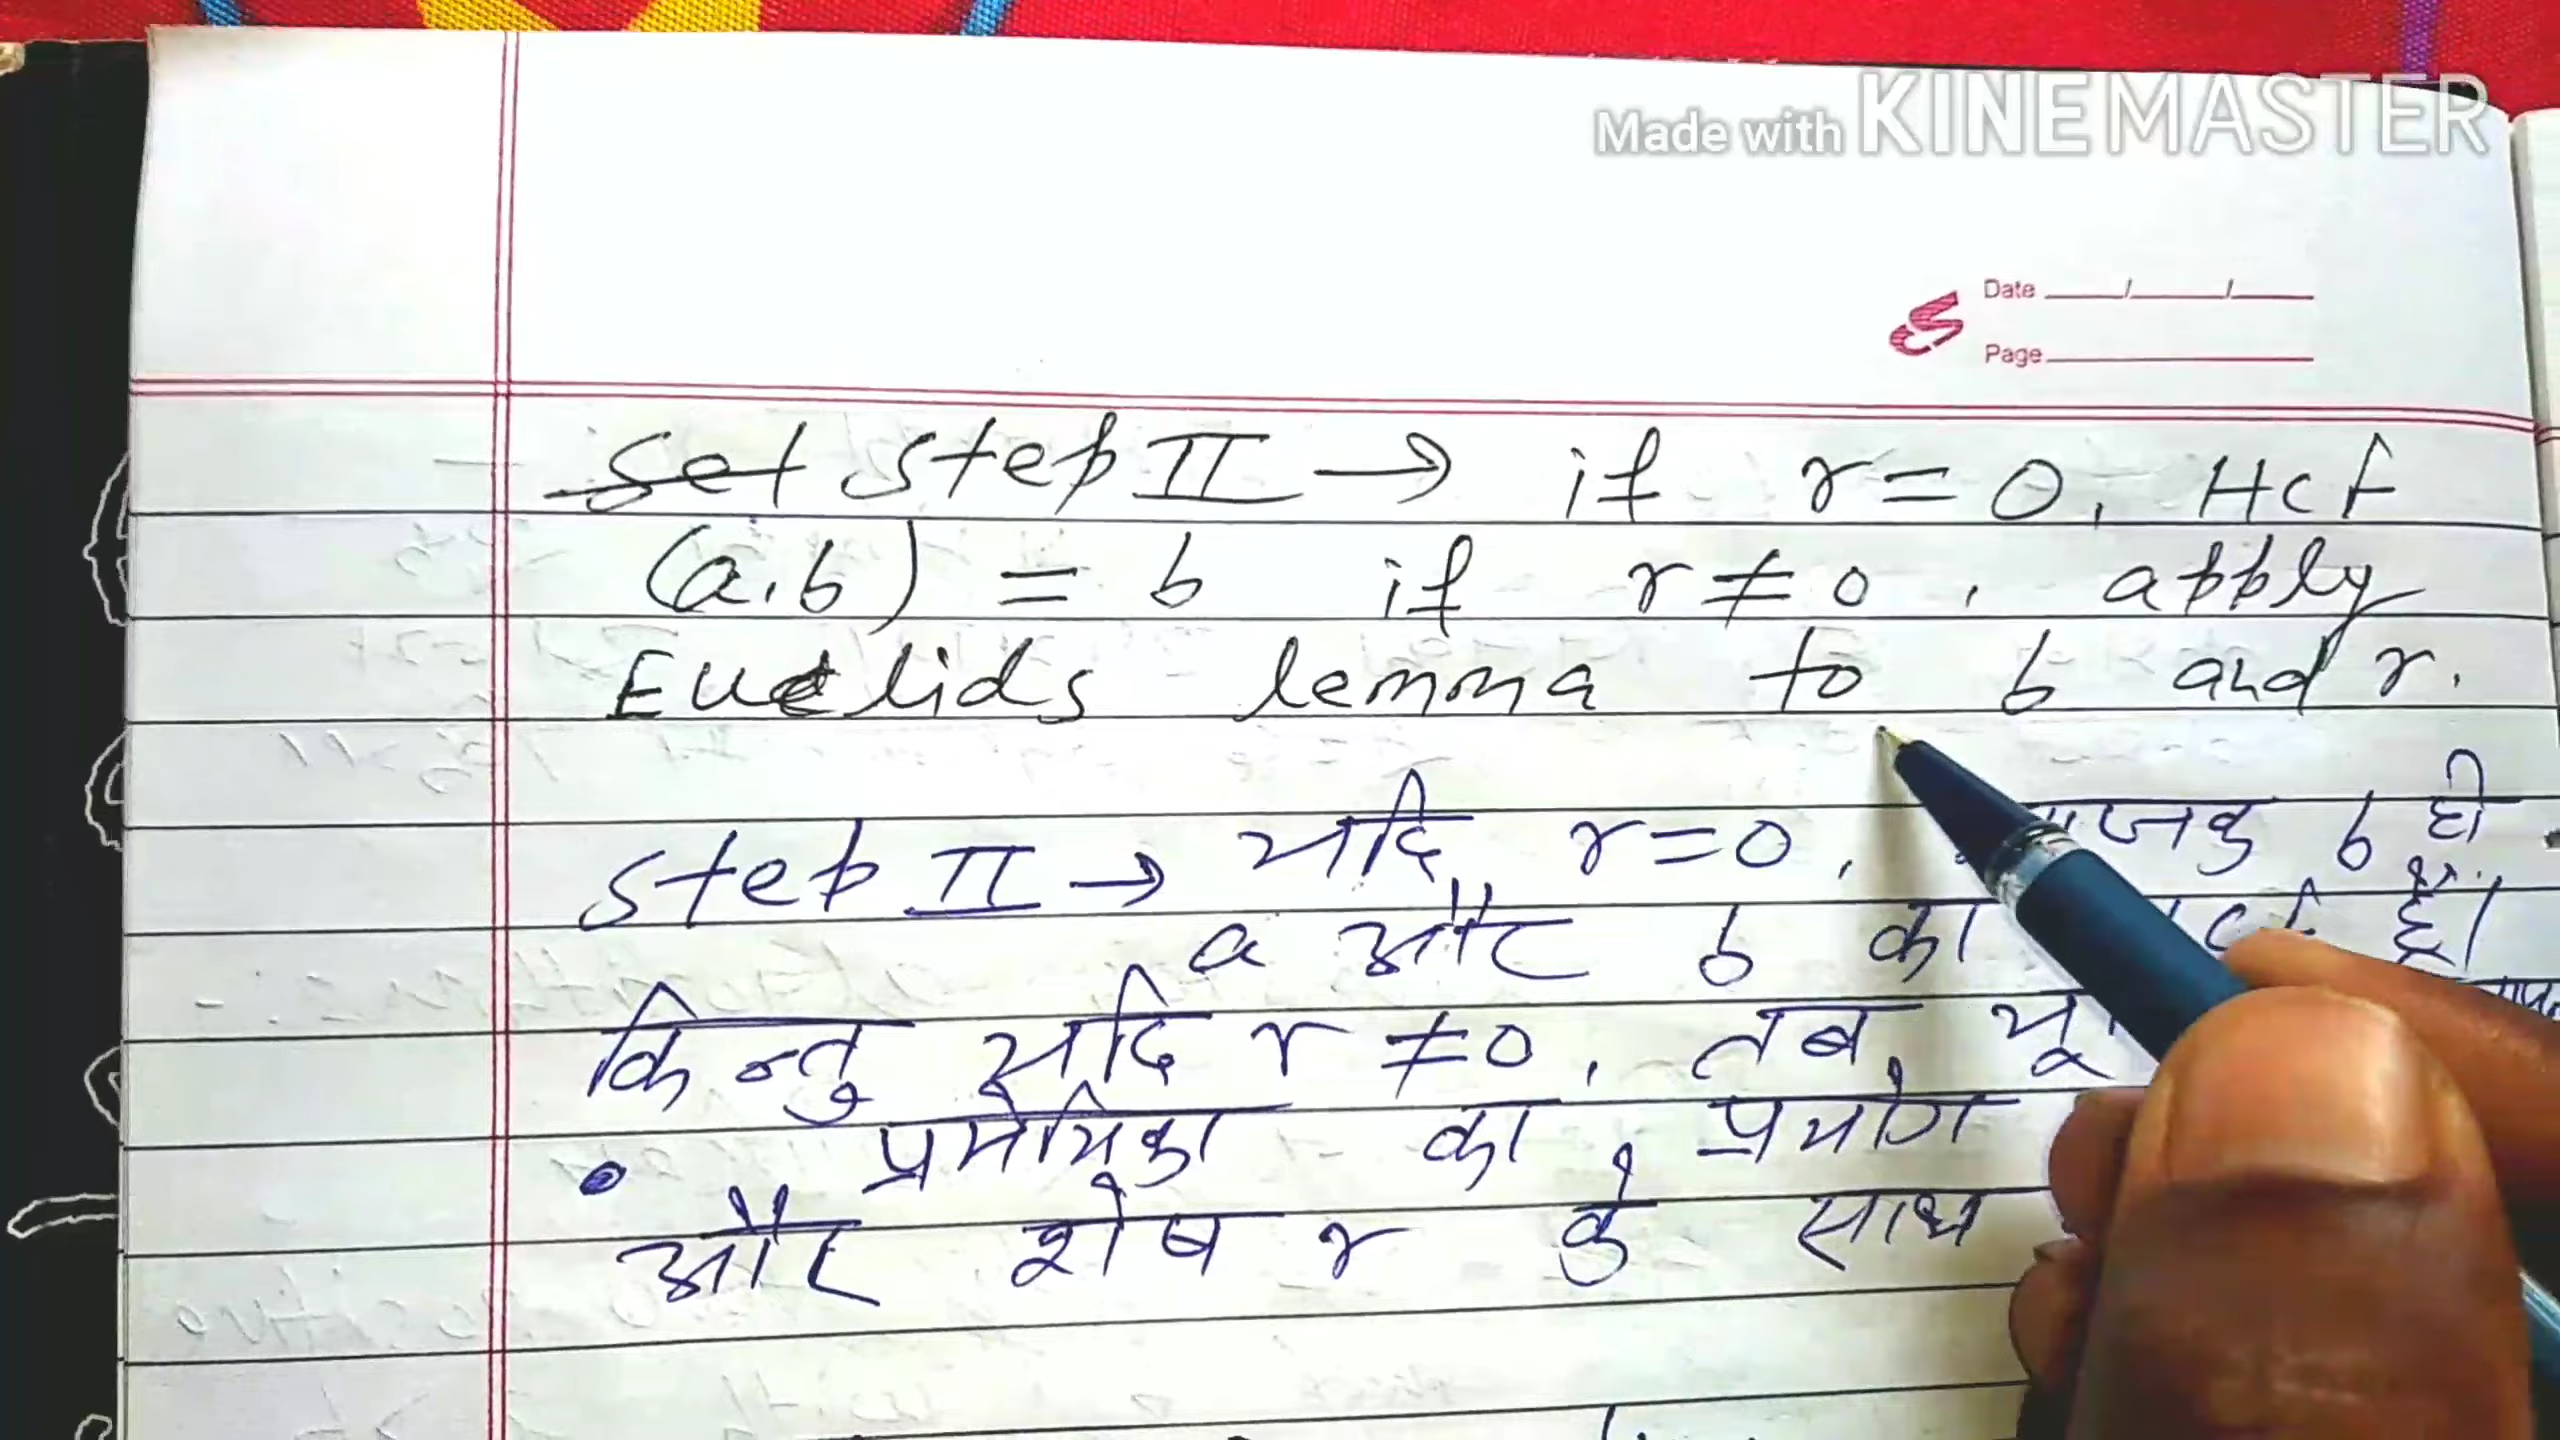 Made with KINEMASTER
Date / /
Page
Set Step II → if r = 0, HCF
(a, b) = b if r ≠ 0, apply
Euclids lemma to b and r.
Step II → यदि r = 0, b ही
a और b का है।
किन्तु यदि r ≠ 0, तब,
प्रमेयिका का प्रयोग
और शेष r के साथ